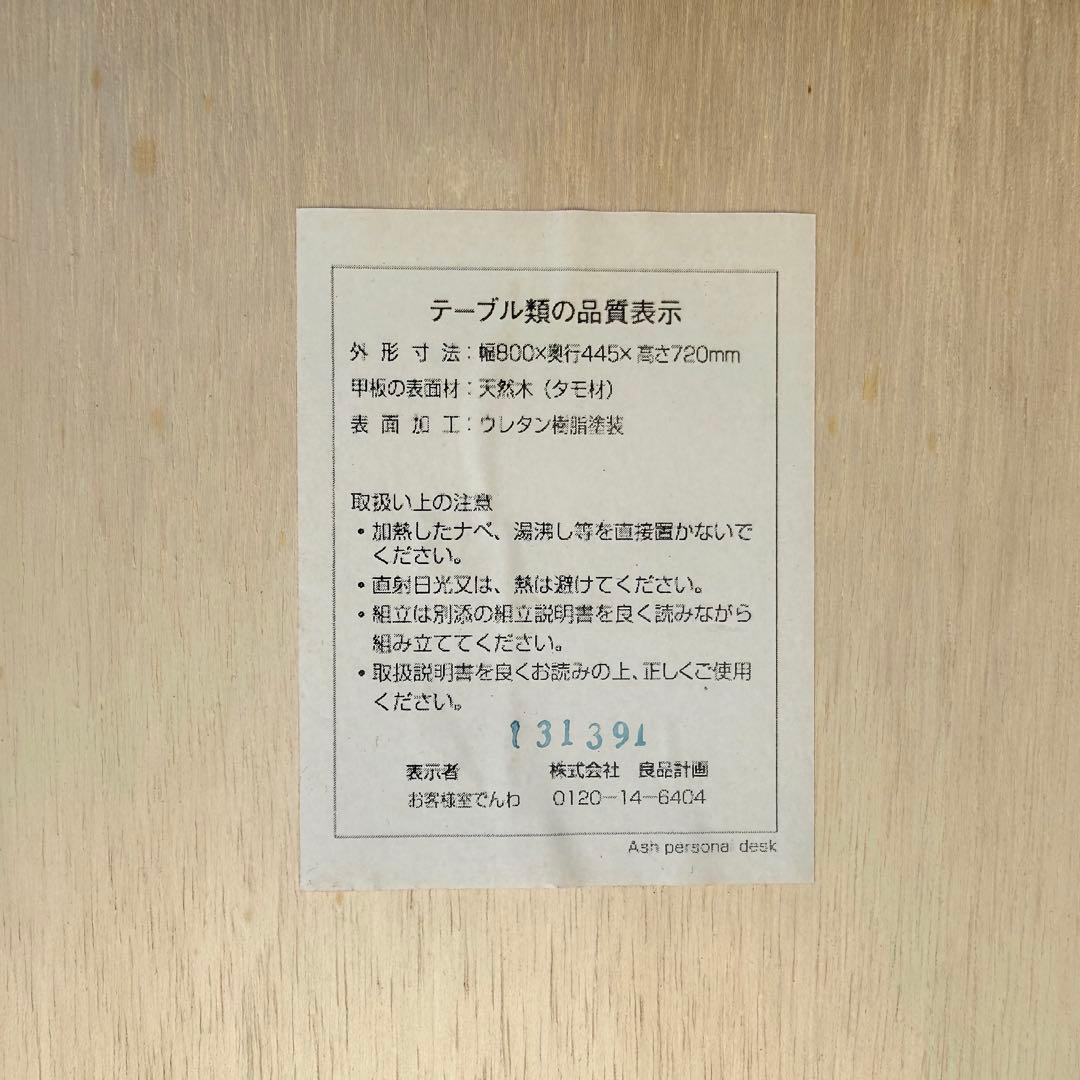 テーブル類の品質表示
外形寸法：幅800×奥行445×高さ720mm
甲板の表面材：天然木（タモ材）
表面加工：ウレタン樹脂塗装
取扱い上の注意
・加熱したナベ、湯沸し等を直接置かないで
ください。
・直射日光又は、熱は避けてください。
・組立は別添の組立説明書を良く読みながら
組み立ててください。
・取扱説明書を良くお読みの上、正しくご使用
ください。
131391
表示者 株式会社 良品計画
お客様室でんわ 0120-14-6404
Ash personal desk